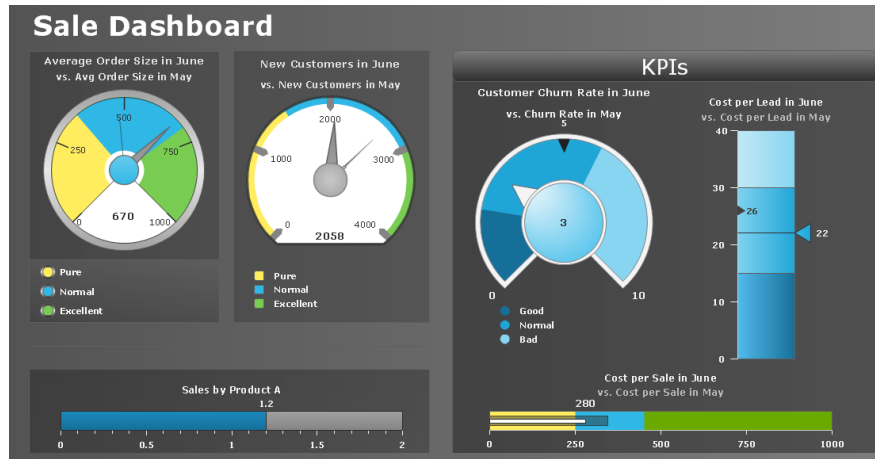 Sale Dashboard
Average Order Size in June
vs. Avg Order Size in May
0
250
500
750
1000
670
Pure
Normal
Excellent
New Customers in June
vs. New Customers in May
0
1000
2000
3000
4000
2058
Pure
Normal
Excellent
Sales by Product A
1.2
0 0.5 1 1.5 2
KPIs
Customer Churn Rate in June
vs. Churn Rate in May
5
3
0 10
Good
Normal
Bad
Cost per Lead in June
vs. Cost per Lead in May
40
30
26
22
20
10
0
Cost per Sale in June
vs. Cost per Sale in May
280
0 250 500 750 1000